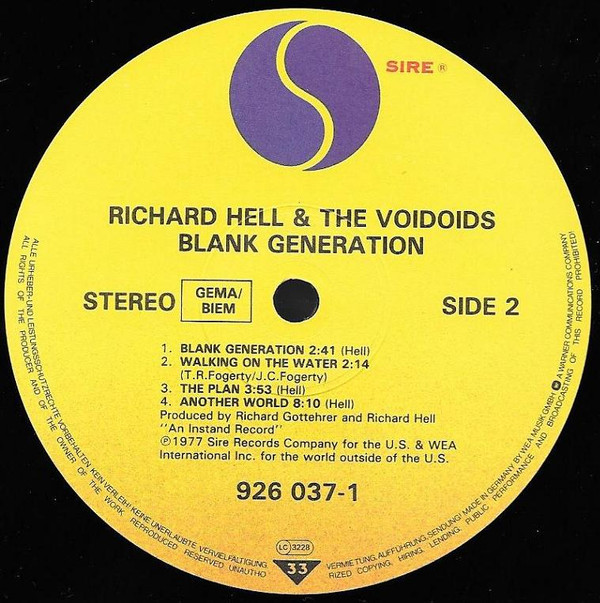 SIRE ®
RICHARD HELL & THE VOIDOIDS
BLANK GENERATION
STEREO
GEMA/
BIEM
SIDE 2
1. BLANK GENERATION 2:41 (Hell)
2. WALKING ON THE WATER 2:14
(T.R.Fogerty/J.C.Fogerty)
3. THE PLAN 3:53 (Hell)
4. ANOTHER WORLD 8:10 (Hell)
Produced by Richard Gottehrer and Richard Hell
"An Instand Record"
℗1977 Sire Records Company for the U.S. & WEA
International Inc. for the world outside of the U.S.
926 037-1
ALLE URHEBER-UND LEISTUNGSSCHUTZRECHTE VORBEHALTEN KEIN VERLEIH! KEINE UNERLAUBTE VERVIELFÄLTIGUNG, VERMIETUNG, AUFFÜHRUNG, SENDUNG! MADE IN GERMANY BY WEA MUSIK GMBH A WARNER COMMUNICATIONS COMPANY
ALL RIGHTS OF THE PRODUCER AND OF THE OWNER OF THE WORK REPRODUCED RESERVED UNAUTHO RIZED COPYING, HIRING, LENDING, PUBLIC PERFORMANCE AND BROADCASTING OF THIS RECORD PROHIBITED!
LC 3228
33